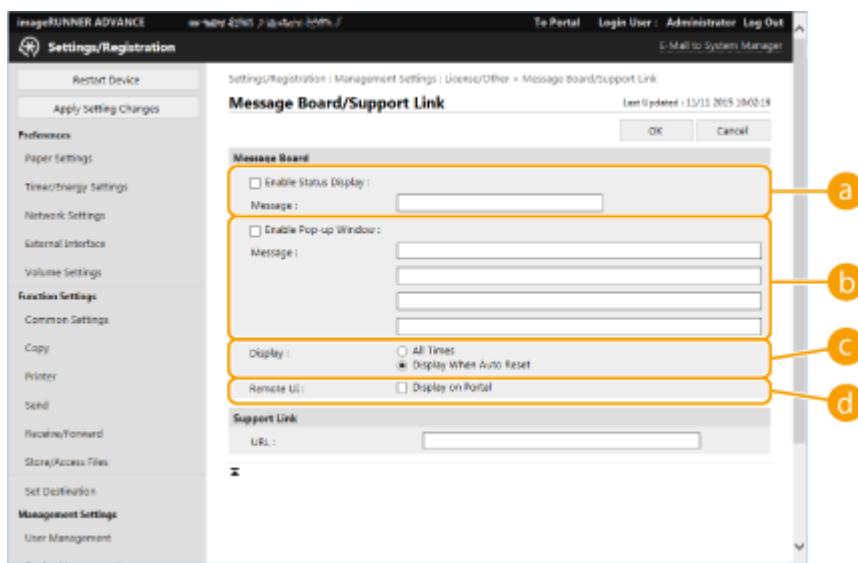 imageRUNNER ADVANCE To Portal Login User : Administrator Log Out
Settings/Registration E-Mail to System Manager
Restart Device
Apply Setting Changes
Preferences
Paper Settings
Timer/Energy Settings
Network Settings
External Interface
Volume Settings
Function Settings
Common Settings
Copy
Printer
Send
Receive/Forward
Store/Access Files
Set Destination
Management Settings
User Management
Settings/Registration : Management Settings : License/Other > Message Board/Support Link
Message Board/Support Link Last Updated : 11/11 2015 10:02:19
OK Cancel
Message Board
Enable Status Display :
Message :
a
Enable Pop-up Window :
Message :
b
Display : All Times
Display When Auto Reset
c
Remote UI : Display on Portal
d
Support Link
URL :